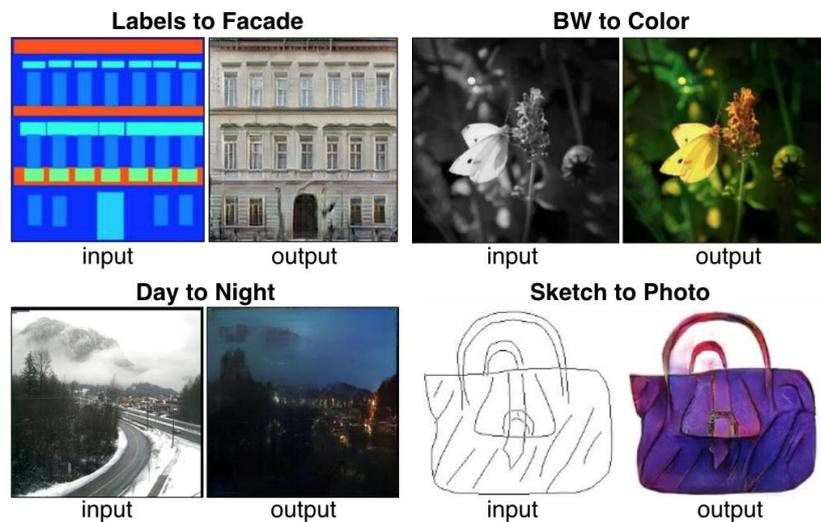 Labels to Facade
BW to Color
input
output
input
output
Day to Night
Sketch to Photo
input
output
input
output